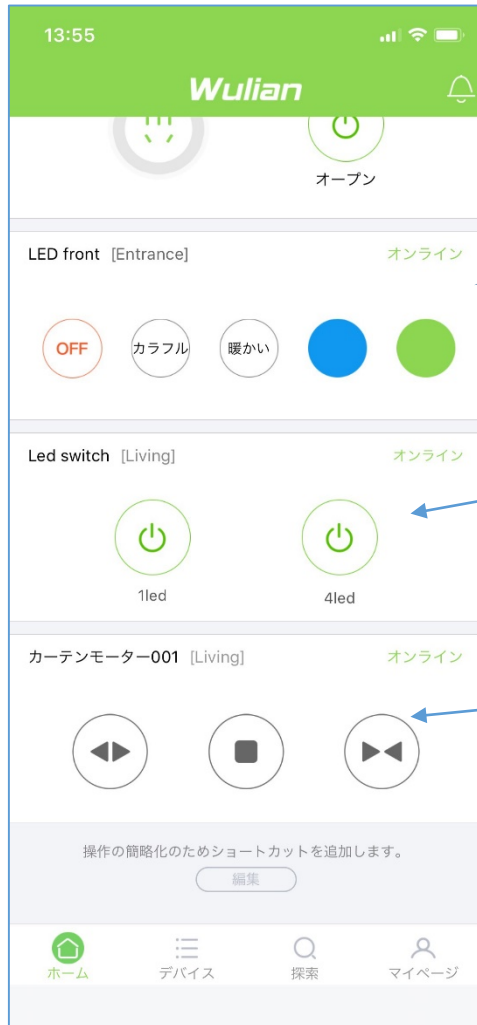 13:55
Wulian
オープン
LED front [Entrance] オンライン
OFF カラフル 暖かい
Led switch [Living] オンライン
1led 4led
カーテンモーター001 [Living] オンライン
操作の簡略化のためショートカットを追加します。
編集
ホーム デバイス 探索 マイページ